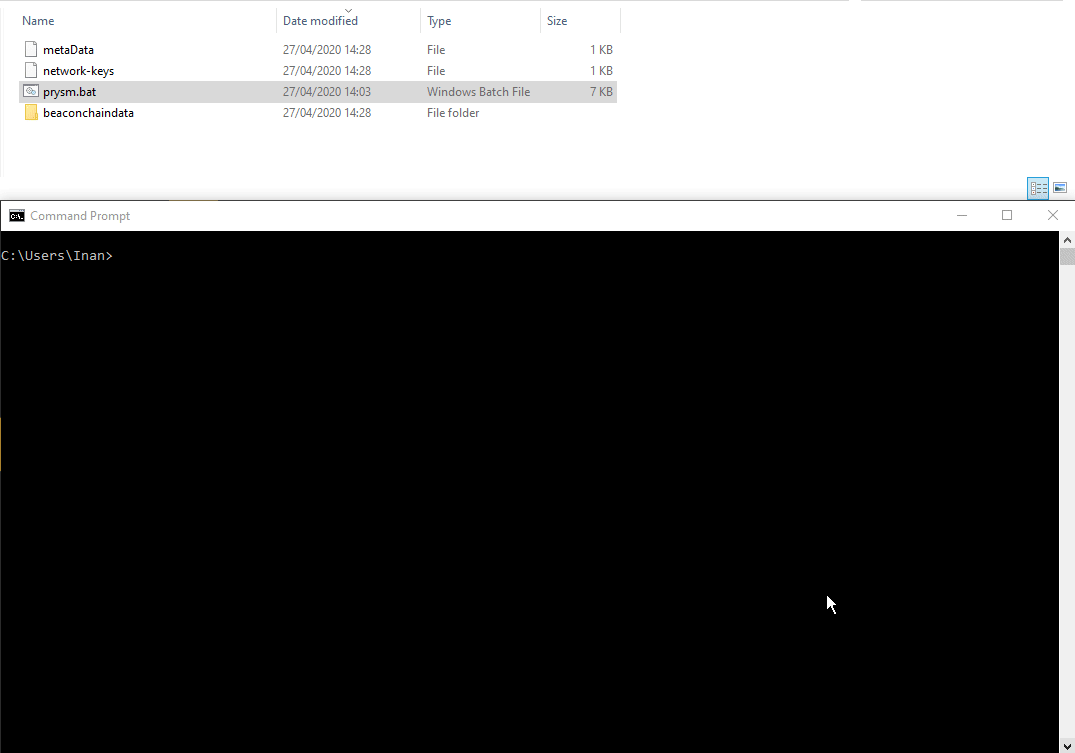 Name Date modified Type Size
metaData 27/04/2020 14:28 File 1 KB
network-keys 27/04/2020 14:28 File 1 KB
prysm.bat 27/04/2020 14:03 Windows Batch File 7 KB
beaconchaindata 27/04/2020 14:28 File folder
C:\. Command Prompt
C:\Users\Inan>